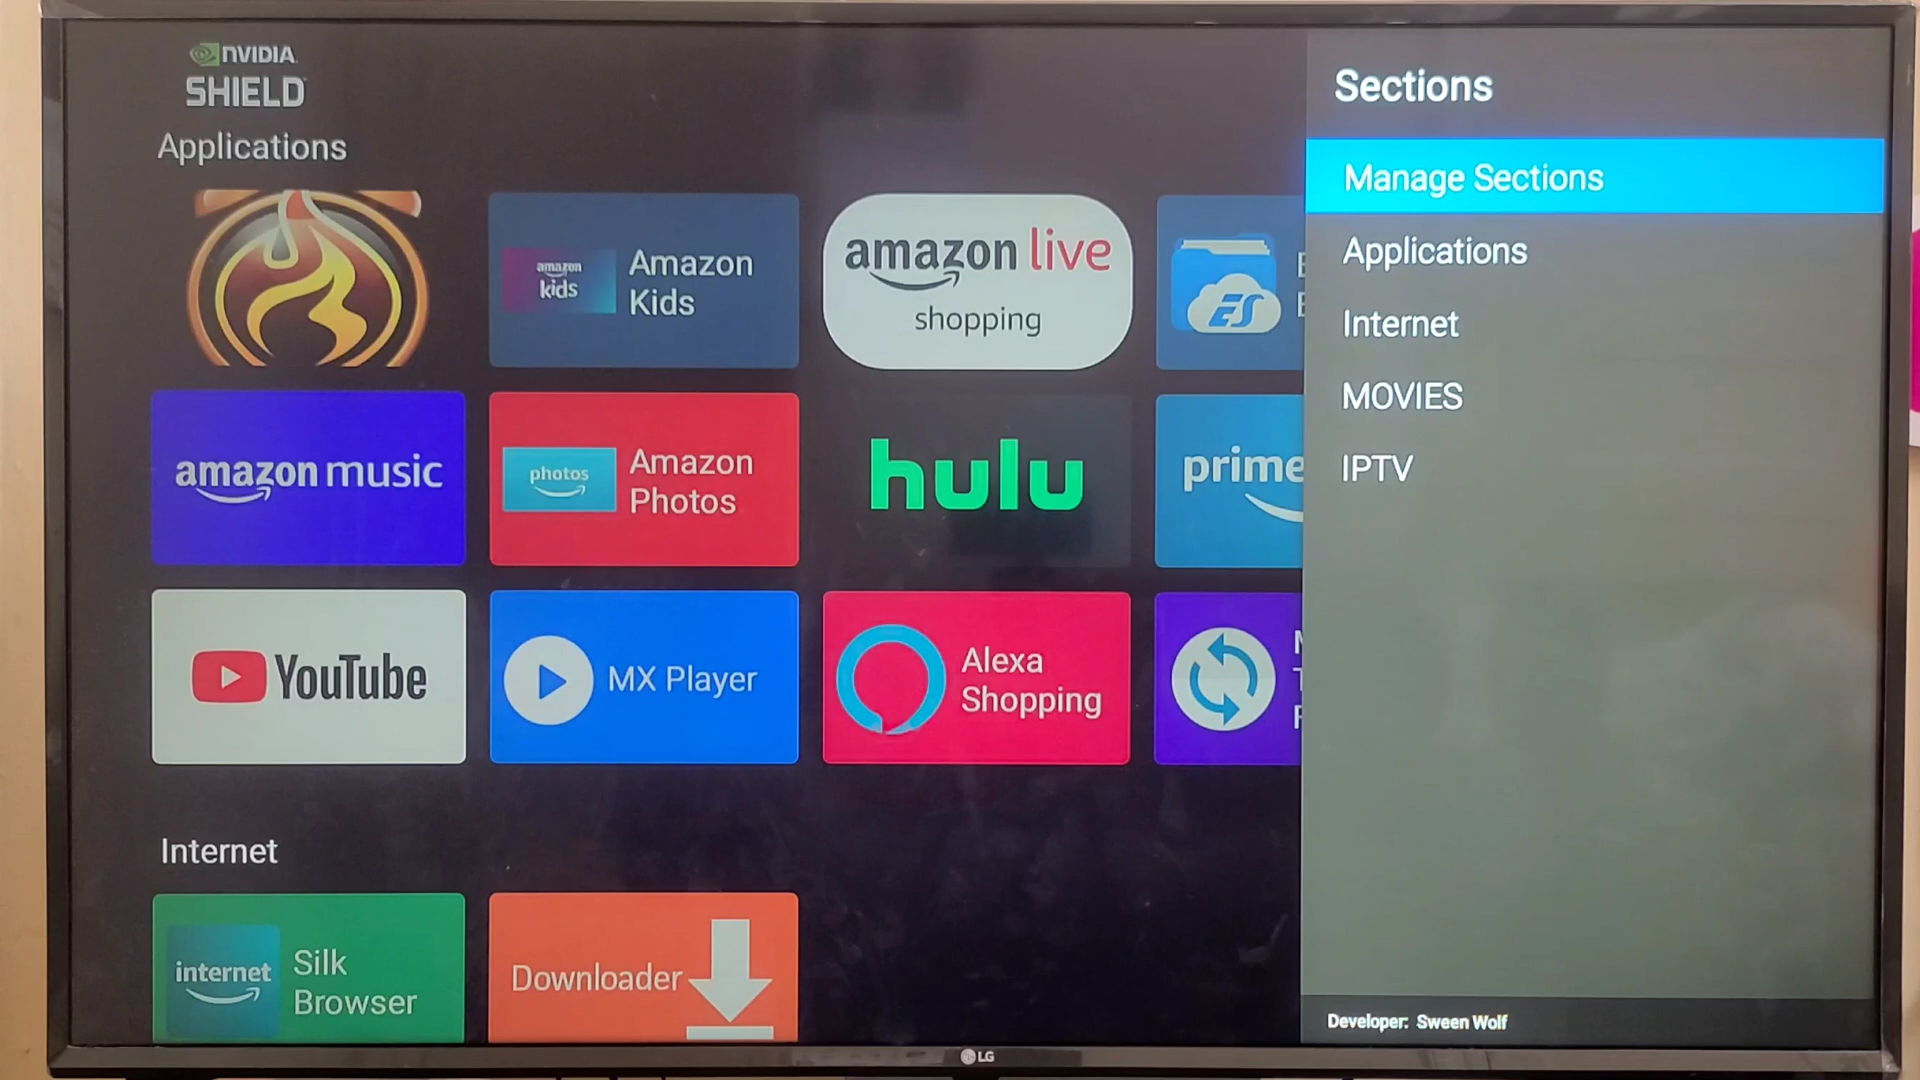 NVIDIA
SHIELD
Applications
amazon
kids
Amazon
Kids
amazon live
shopping
ES
amazon music
photos
Amazon
Photos
hulu
prime
YouTube
MX Player
Alexa
Shopping
Internet
internet
Silk
Browser
Downloader
Sections
Manage Sections
Applications
Internet
MOVIES
IPTV
Developer: Sween Wolf
LG